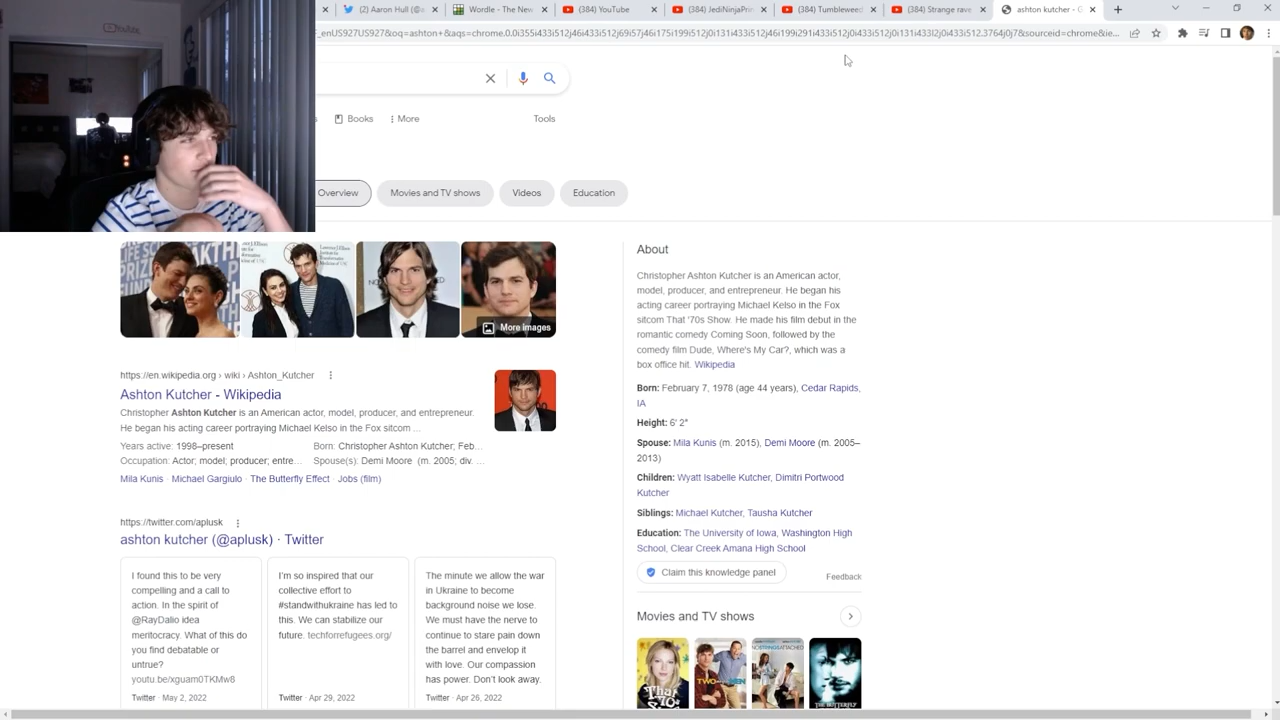 (2) Aaron Hull (@a
Wordle - The New
(384) YouTube
(384) JediNinjaPrin
(384) Tumbleweed
(384) Strange rave
ashton kutcher - G
YouTube
Books
More
Tools
Overview
Movies and TV shows
Videos
Education
More images
https://en.wikipedia.org › wiki › Ashton_Kutcher
Ashton Kutcher - Wikipedia
Christopher Ashton Kutcher is an American actor, model, producer, and entrepreneur.
He began his acting career portraying Michael Kelso in the Fox sitcom ...
Years active: 1998–present
Born: Christopher Ashton Kutcher; Feb...
Occupation: Actor; model; producer; entre...
Spouse(s): Demi Moore (m. 2005; div. ...
Mila Kunis · Michael Gargiulo · The Butterfly Effect · Jobs (film)
https://twitter.com/aplusk
ashton kutcher (@aplusk) · Twitter
I found this to be very
compelling and a call to
action. In the spirit of
@RayDalio idea
meritocracy. What of this do
you find debatable or
untrue?
youtu.be/xguam0TKMw8
Twitter · May 2, 2022
I'm so inspired that our
collective effort to
#standwithukraine has led to
this. We can stabilize our
future. techforrefugees.org/
Twitter · Apr 29, 2022
The minute we allow the war
in Ukraine to become
background noise we lose.
We must have the nerve to
continue to stare pain down
the barrel and envelop it
with love. Our compassion
has power. Don't look away.
Twitter · Apr 26, 2022
About
Christopher Ashton Kutcher is an American actor,
model, producer, and entrepreneur. He began his
acting career portraying Michael Kelso in the Fox
sitcom That '70s Show. He made his film debut in the
romantic comedy Coming Soon, followed by the
comedy film Dude, Where's My Car?, which was a
box office hit. Wikipedia
Born: February 7, 1978 (age 44 years), Cedar Rapids,
IA
Height: 6′ 2″
Spouse: Mila Kunis (m. 2015), Demi Moore (m. 2005–
2013)
Children: Wyatt Isabelle Kutcher, Dimitri Portwood
Kutcher
Siblings: Michael Kutcher, Tausha Kutcher
Education: The University of Iowa, Washington High
School, Clear Creek Amana High School
Claim this knowledge panel
Feedback
Movies and TV shows